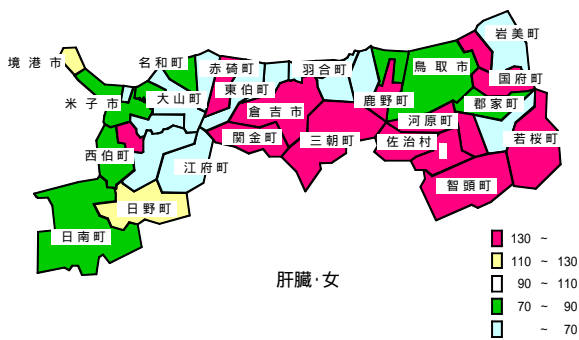 岩美町
境港市
名和町
赤碕町
羽合町
鳥取市
国府町
東伯町
米子市
大山町
倉吉市
鹿野町
郡家町
河原町
関金町
三朝町
佐治村
若桜町
西伯町
江府町
智頭町
日野町
日南町
肝臓・女
130 ~
110 ~ 130
90 ~ 110
70 ~ 90
~ 70